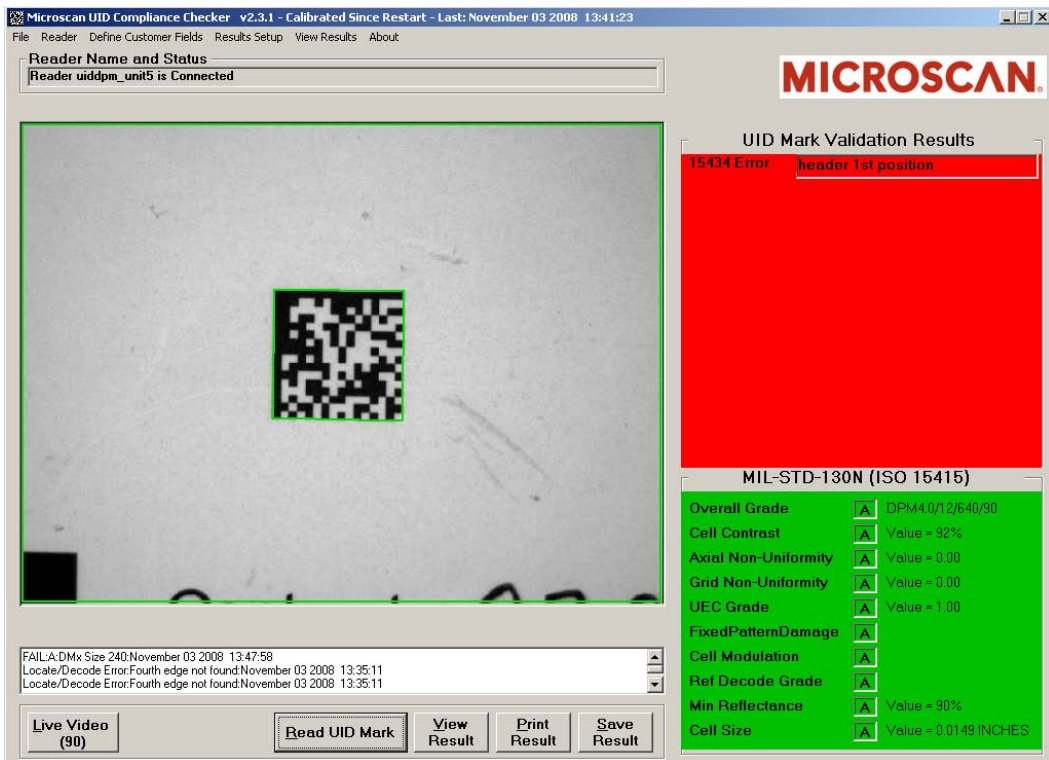 Microscan UID Compliance Checker v2.3.1 - Calibrated Since Restart - Last: November 03 2008 13:41:23
File Reader Define Customer Fields Results Setup View Results About
Reader Name and Status
Reader uiddpm_unit5 is Connected
MICROSCAN.
UID Mark Validation Results
15434 Error header 1st position
MIL-STD-130N (ISO 15415)
Overall Grade A DPM4.0/12/640/90
Cell Contrast A Value = 92%
Axial Non-Uniformity A Value = 0.00
Grid Non-Uniformity A Value = 0.00
UEC Grade A Value = 1.00
FixedPatternDamage A
Cell Modulation A
Ref Decode Grade A
Min Reflectance A Value = 90%
Cell Size A Value = 0.0149 INCHES
FAIL:A:DMx Size 240:November 03 2008 13:47:58
Locate/Decode Error:Fourth edge not found:November 03 2008 13:35:11
Locate/Decode Error:Fourth edge not found:November 03 2008 13:35:11
Live Video (90)
Read UID Mark
View Result
Print Result
Save Result